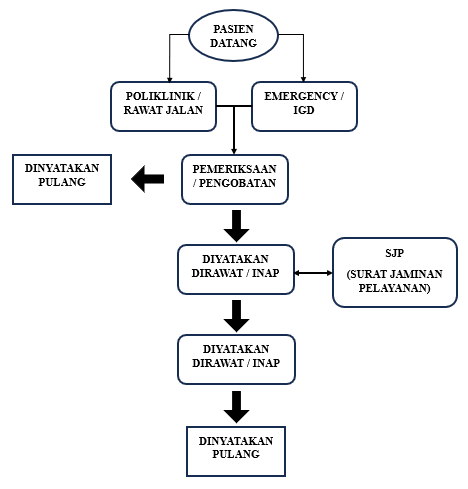 PASIEN
DATANG
POLIKLINIK /
RAWAT JALAN
EMERGENCY /
IGD
DINYATAKAN
PULANG
PEMERIKSAAN
/ PENGOBATAN
DIYATAKAN
DIRAWAT / INAP
SJP
(SURAT JAMINAN
PELAYANAN)
DIYATAKAN
DIRAWAT / INAP
DINYATAKAN
PULANG